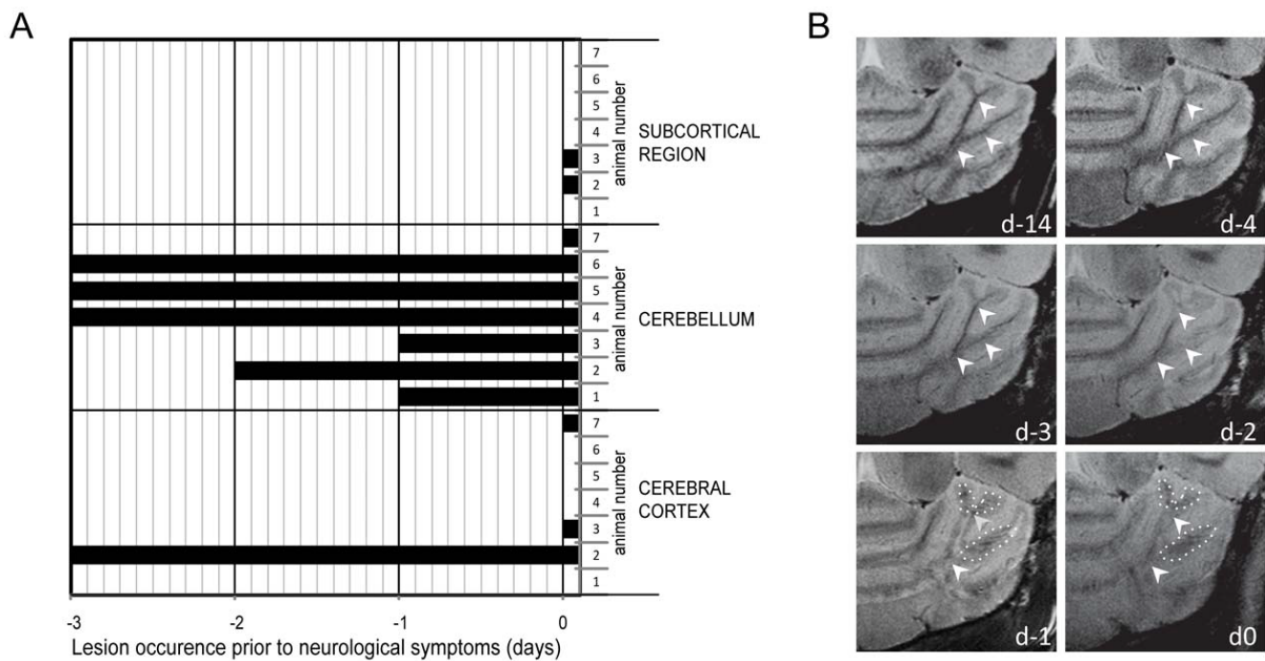 A
B
7
6
5
4
3
2
1
animal number
SUBCORTICAL
REGION
7
6
5
4
3
2
1
animal number
CEREBELLUM
7
6
5
4
3
2
1
animal number
CEREBRAL
CORTEX
-3
-2
-1
0
Lesion occurence prior to neurological symptoms (days)
d-14
d-4
d-3
d-2
d-1
d0